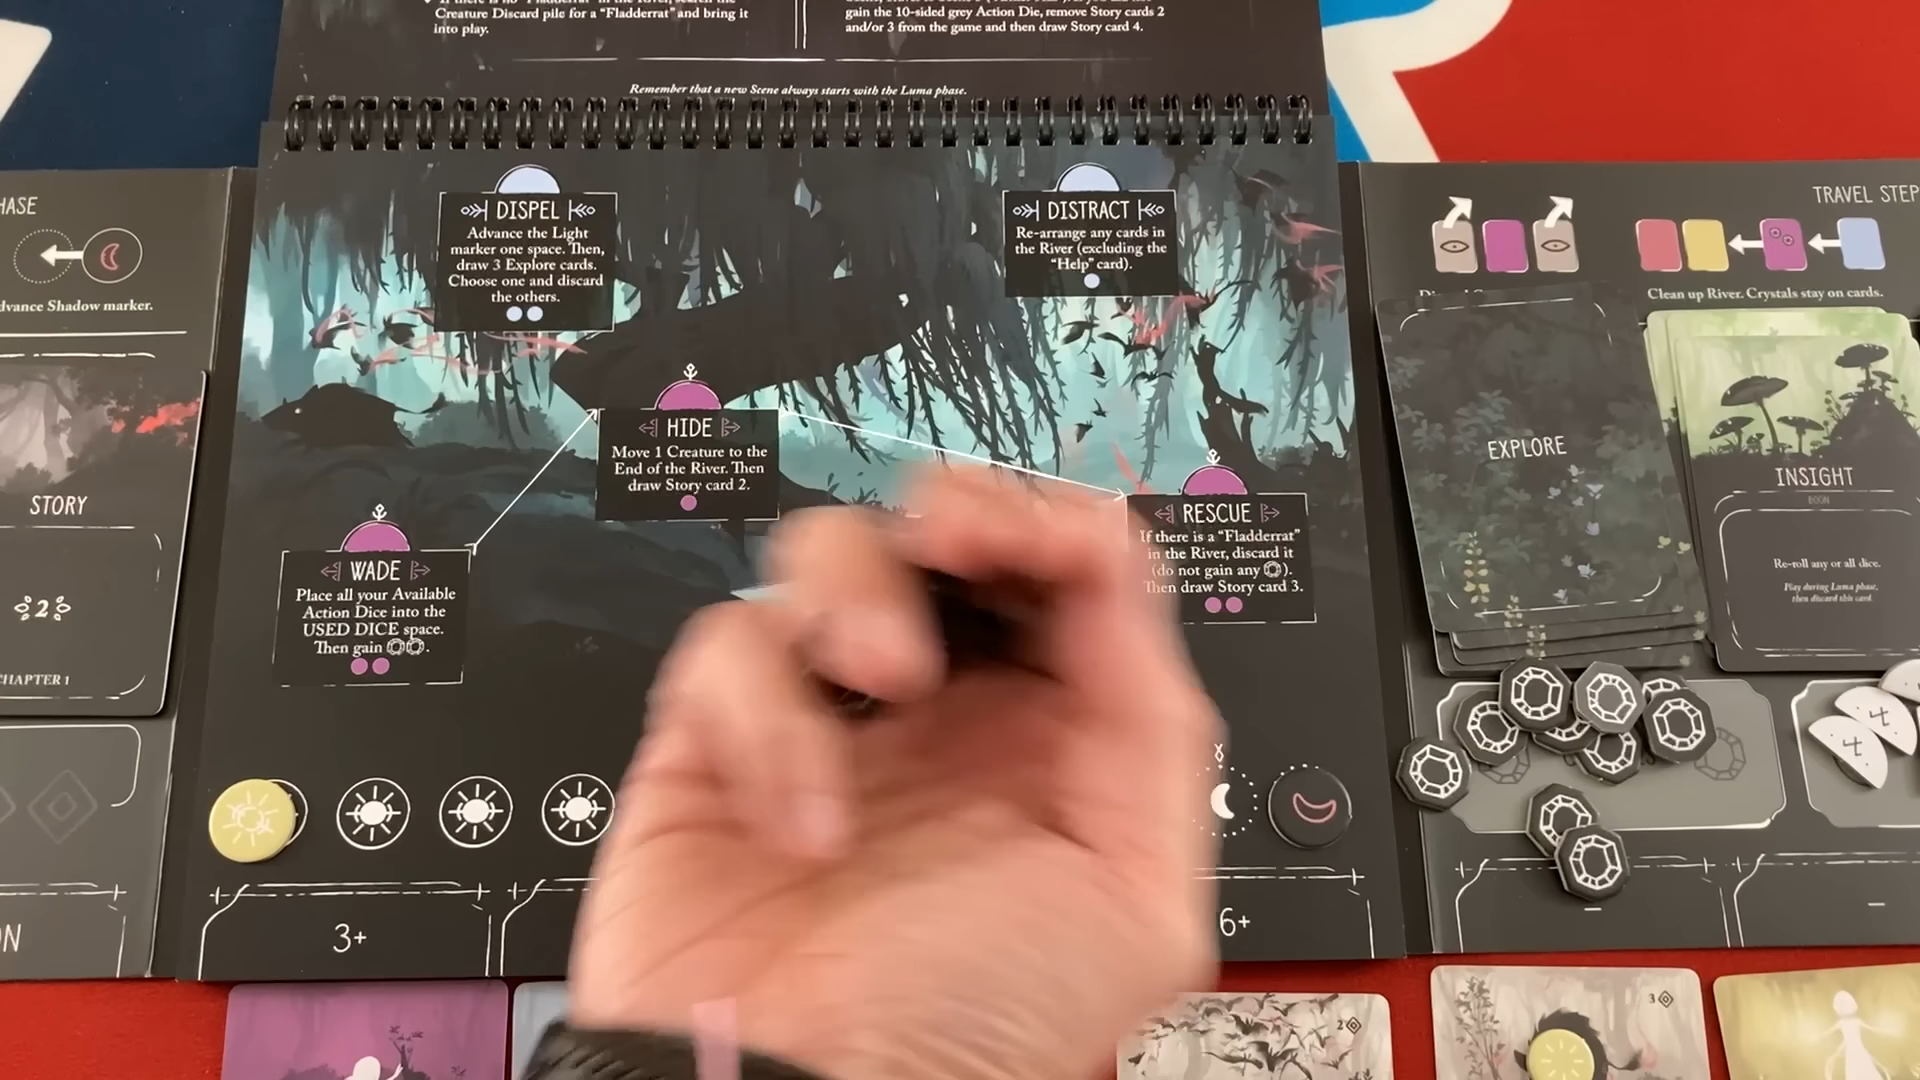 Creature Discard pile for a “Fladderrat” and bring it
into play.
gain the 10-sided grey Action Die, remove Story cards 2
and/or 3 from the game and then draw Story card 4.
Remember that a new Scene always starts with the Luma phase.
DISPEL
Advance the Light
marker one space. Then,
draw 3 Explore cards.
Choose one and discard
the others.
DISTRACT
Re-arrange any cards in
the River (excluding the
“Help” card).
HIDE
Move 1 Creature to the
End of the River. Then
draw Story card 2.
WADE
Place all your Available
Action Dice into the
USED DICE space.
Then gain
RESCUE
If there is a “Fladderrat”
in the River, discard it
(do not gain any ).
Then draw Story card 3.
3+
6+
HASE
dvance Shadow marker.
STORY
2
CHAPTER 1
ON
TRAVEL STEP
Clean up River. Crystals stay on cards.
EXPLORE
INSIGHT
BOON
Re-roll any or all dice.
Play during Luma phase,
then discard this card.
4
4
2
3